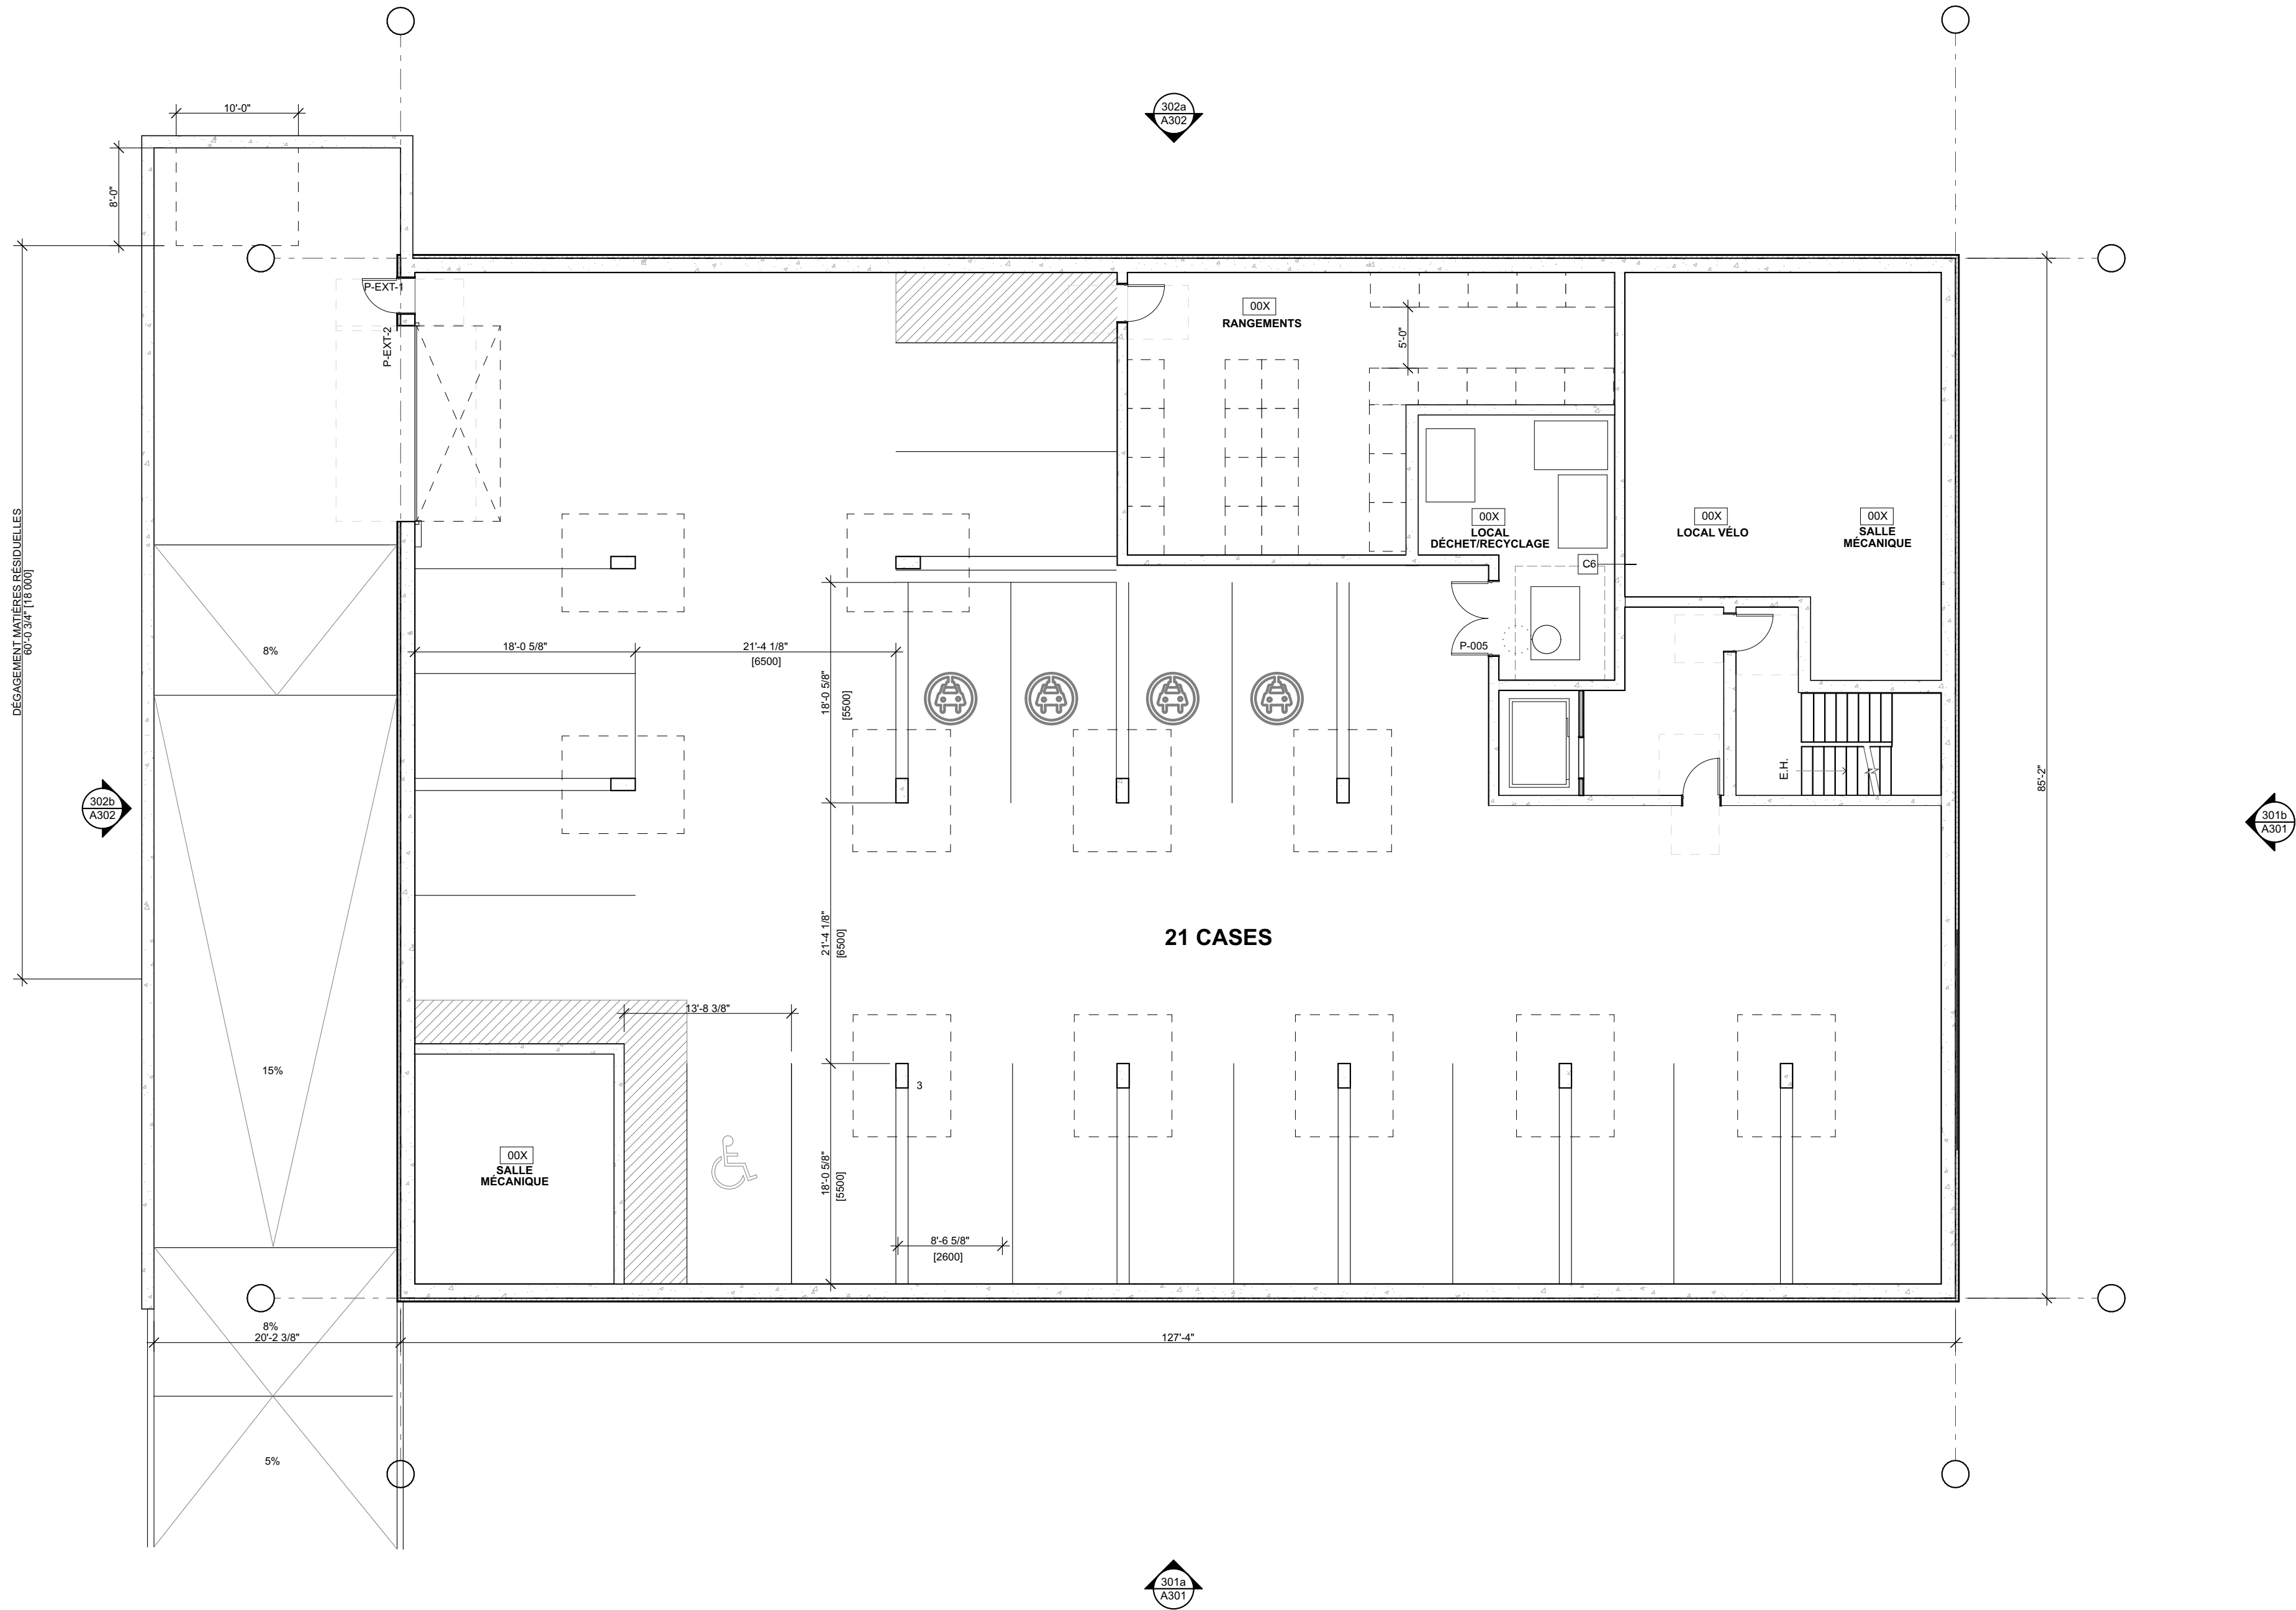 302a
A302
10'-0"
8'-0"
P-EXT-1
P-EXT-2
00X
RANGEMENTS
5'-0"
00X
LOCAL
DÉCHET/RECYCLAGE
00X
LOCAL VÉLO
00X
SALLE
MÉCANIQUE
C6
DÉGAGEMENT MATIÈRES RÉSIDUELLES
60'-0 3/4" [18 000]
8%
18'-0 5/8"
21'-4 1/8"
[6500]
P-005
18'-0 5/8"
[5500]
E.H.
85'-2"
302b
A302
301b
A301
21'-4 1/8"
[6500]
21 CASES
13'-8 3/8"
15%
3
00X
SALLE
MÉCANIQUE
18'-0 5/8"
[5500]
8'-6 5/8"
[2600]
8%
20'-2 3/8"
127'-4"
5%
301a
A301